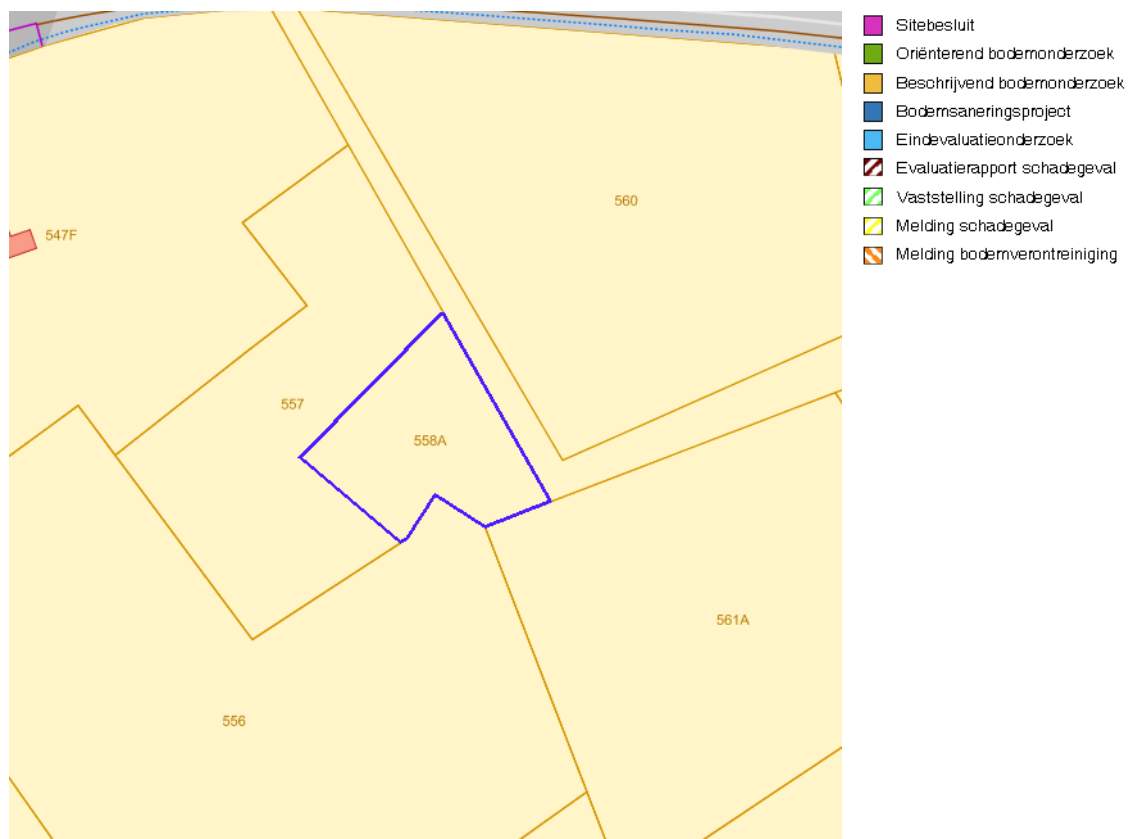 Sitebesluit
Oriënterend bodemonderzoek
Beschrijvend bodemonderzoek
Bodemsaneringsproject
Eindevaluatieonderzoek
Evaluatierapport schadegeval
Vaststelling schadegeval
Melding schadegeval
Melding bodemverontreiniging
560
547F
557
558A
561A
556